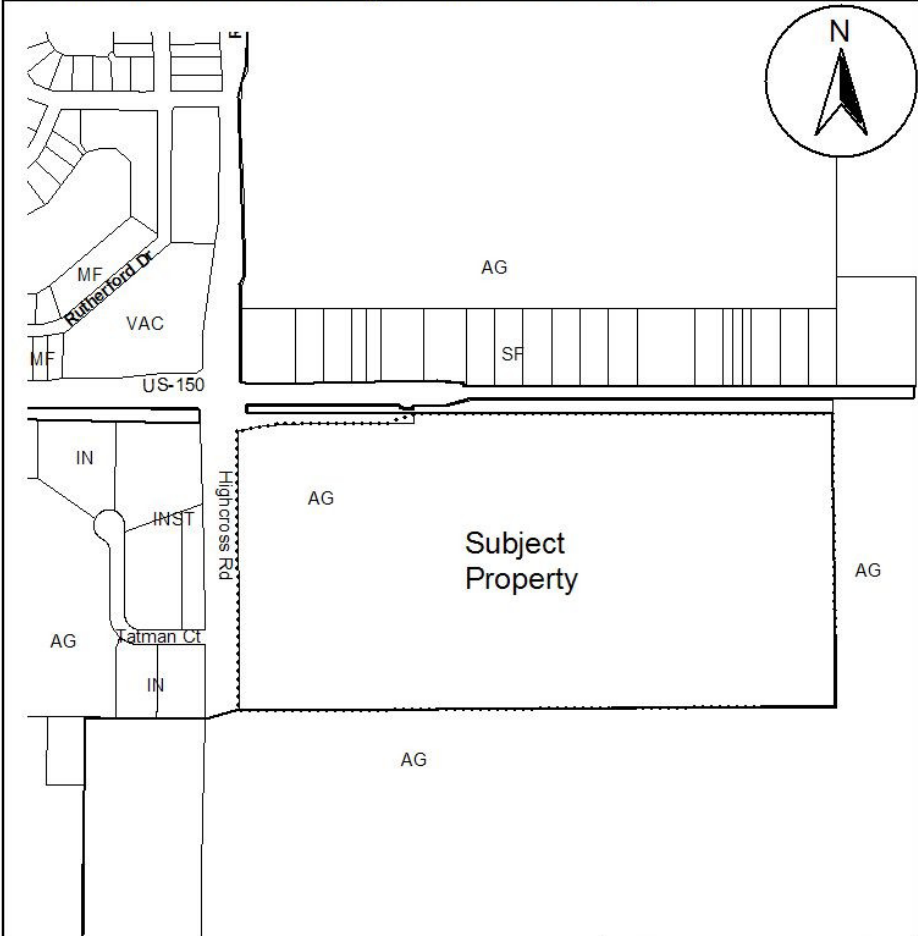 N
AG
MF
Rutherford Dr
VAC
SF
MF
US-150
IN
Highcross Rd
AG
INST
Subject
Property
AG
AG
Tatman Ct
IN
AG